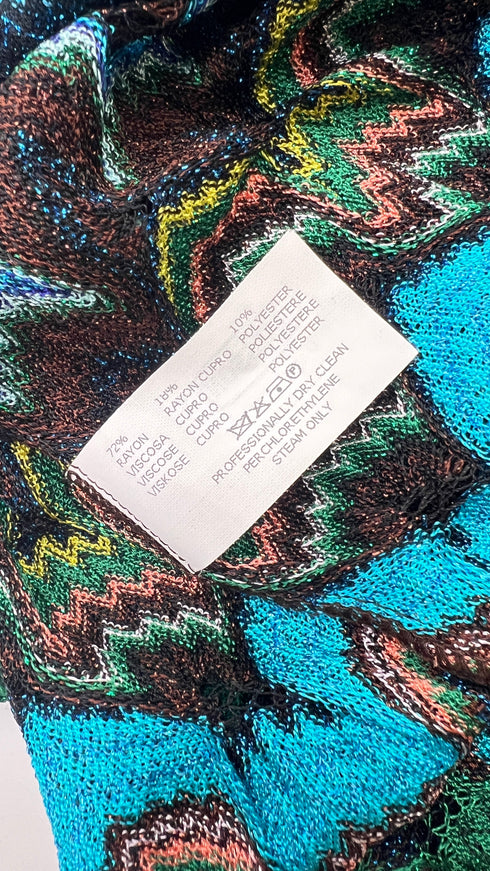 72% 18% 10%
RAYON RAYON CUPRO POLYESTER
VISCOSA CUPRO POLIESTERE
VISCOSE CUPRO POLYESTERE
VISKOSE CUPRO POLYESTER
PROFESSIONALLY DRY CLEAN
PERCHLORETHYLENE
STEAM ONLY